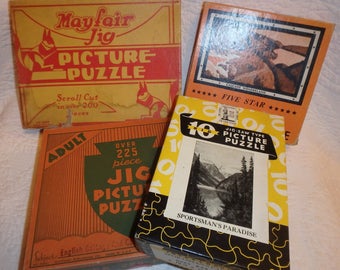 Mayfair
Jig
PICTURE
PUZZLE
Scroll Cut
FIVE STAR
ADULT
OVER
225
piece
JIG
PICTURE
PUZZ
English
10
JIG-SAW TYPE
PICTURE
PUZZLE
SPORTSMAN'S PARADISE